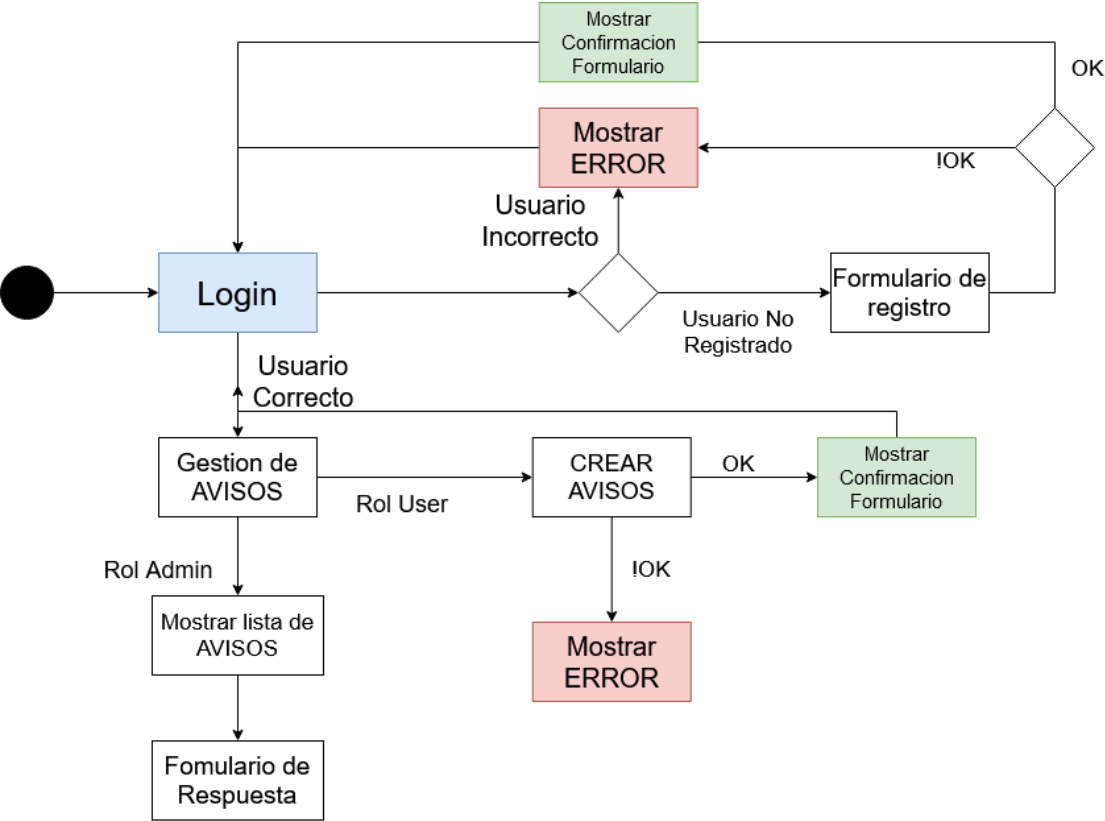 Mostrar
Confirmacion
Formulario
OK
Mostrar
ERROR
!OK
Usuario
Incorrecto
Login
Formulario de
registro
Usuario No
Registrado
Usuario
Correcto
Gestion de
AVISOS
Rol User
CREAR
AVISOS
OK
Mostrar
Confirmacion
Formulario
Rol Admin
!OK
Mostrar lista de
AVISOS
Mostrar
ERROR
Fomulario de
Respuesta